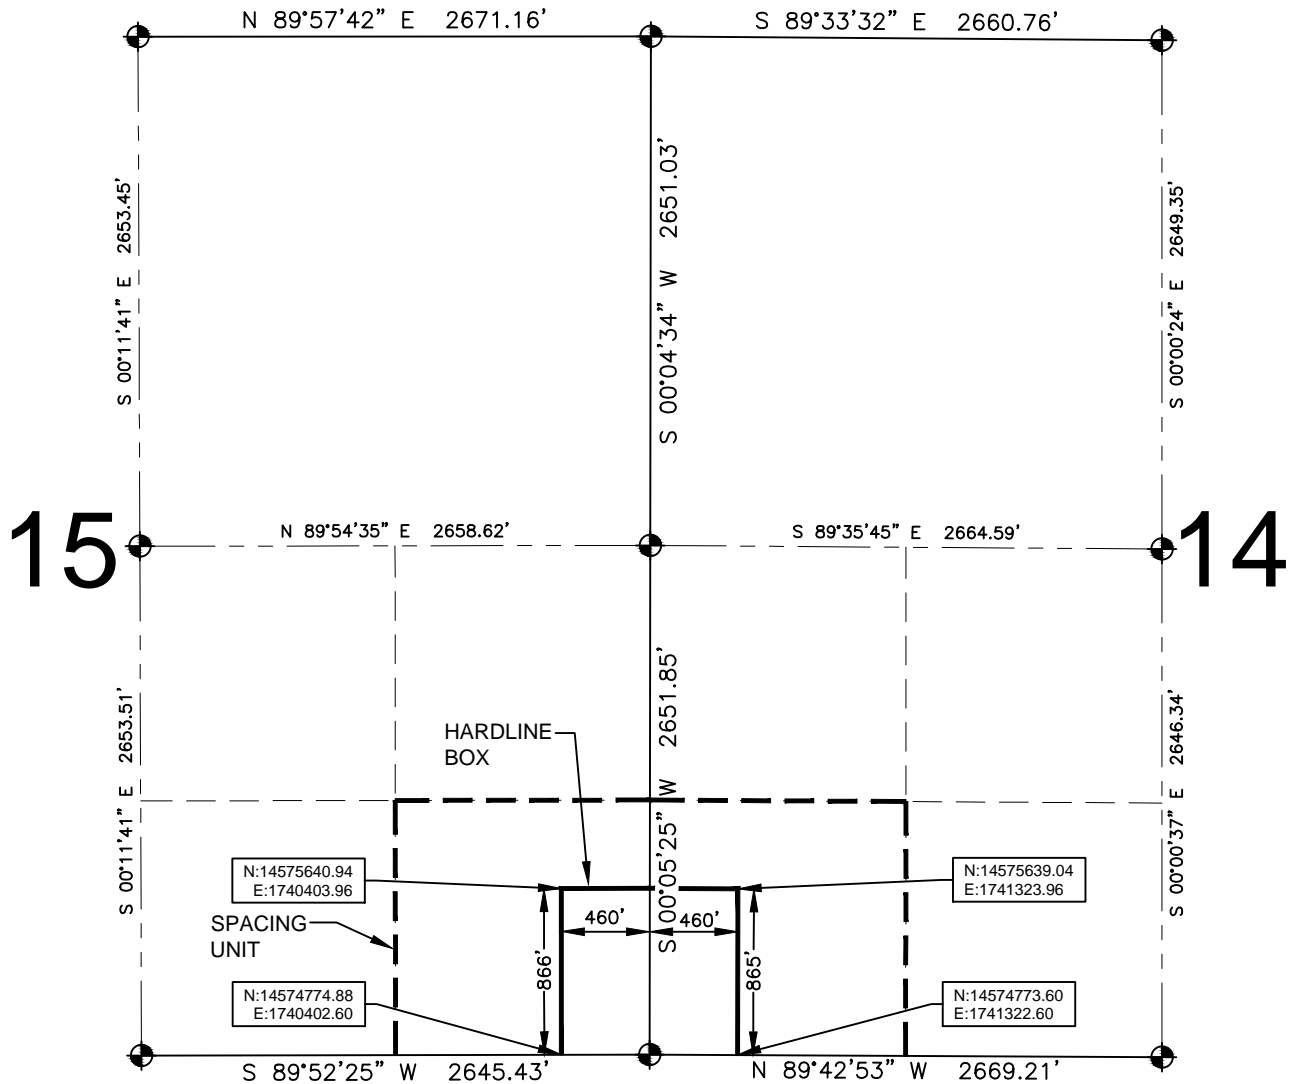 N 89°57'42" E 2671.16'
S 89°33'32" E 2660.76'
S 00°11'41" E 2653.45'
S 00°04'34" W 2651.03'
S 00°00'24" E 2649.35'
15
N 89°54'35" E 2658.62'
S 89°35'45" E 2664.59'
14
S 00°11'41" E 2653.51'
S 00°05'25" W 2651.85'
S 00°00'37" E 2646.34'
HARDLINE
BOX
N:14575640.94
E:1740403.96
N:14575639.04
E:1741323.96
SPACING
UNIT
460'
460'
866'
865'
N:14574774.88
E:1740402.60
N:14574773.60
E:1741322.60
S 89°52'25" W 2645.43'
N 89°42'53" W 2669.21'